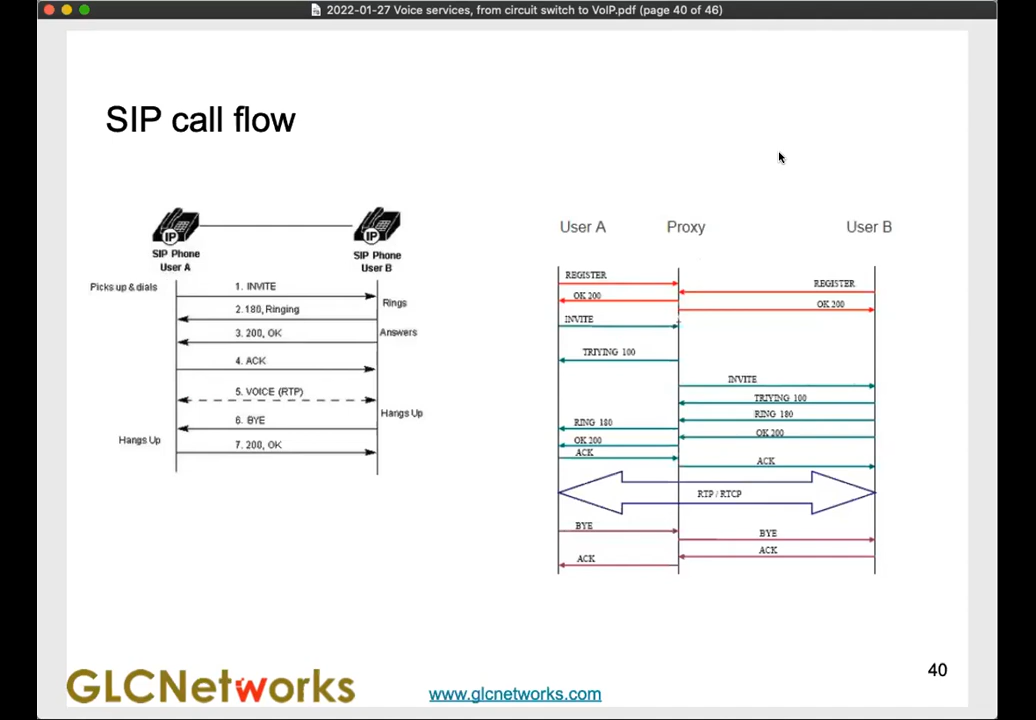 2022-01-27 Voice services, from circuit switch to VoIP.pdf (page 40 of 46)
SIP call flow
IP
IP
SIP Phone
User A
SIP Phone
User B
Picks up & dials
1. INVITE
Rings
2. 180, Ringing
3. 200, OK
Answers
4. ACK
5. VOICE (RTP)
Hangs Up
6. BYE
Hangs Up
7. 200, OK
User A
Proxy
User B
REGISTER
REGISTER
OK 200
OK 200
INVITE
TRIYING 100
INVITE
TRIYING 100
RING 180
RING 180
OK 200
OK 200
ACK
ACK
RTP / RTCP
BYE
BYE
ACK
ACK
40
GLCNetworks
www.glcnetworks.com